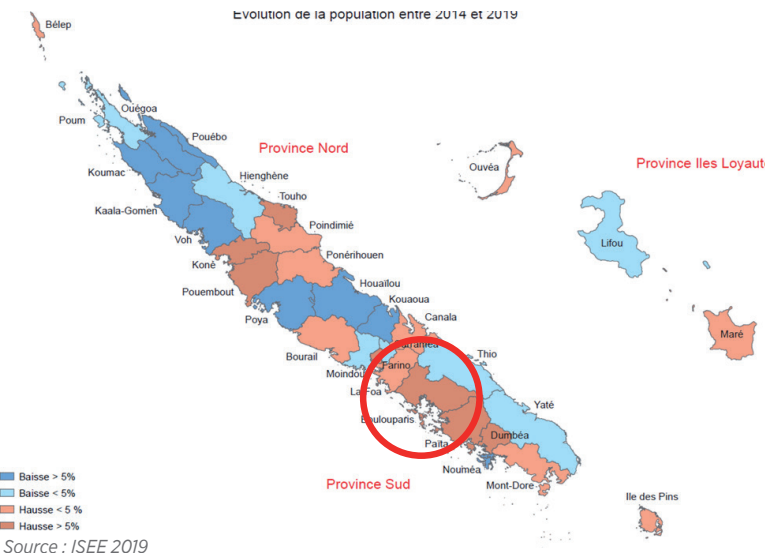 Evolution de la population entre 2014 et 2019
Bélep
Ouégoa
Poum
Pouébo
Province Nord
Ouvéa
Province Iles Loyaut
Koumac
Hienghène
Touho
Kaala-Gomen
Poindimié
Voh
Lifou
Ponérihouen
Koné
Pouembout
Houaïlou
Kouaoua
Poya
Canala
Maré
Sarraméa
Bourail
Thio
Moindou
Farino
La Foa
Yaté
Boulouparis
Dumbéa
Païta
Nouméa
Province Sud
Mont-Dore
Ile des Pins
Baisse > 5%
Baisse < 5%
Hausse < 5 %
Hausse > 5%
Source : ISEE 2019